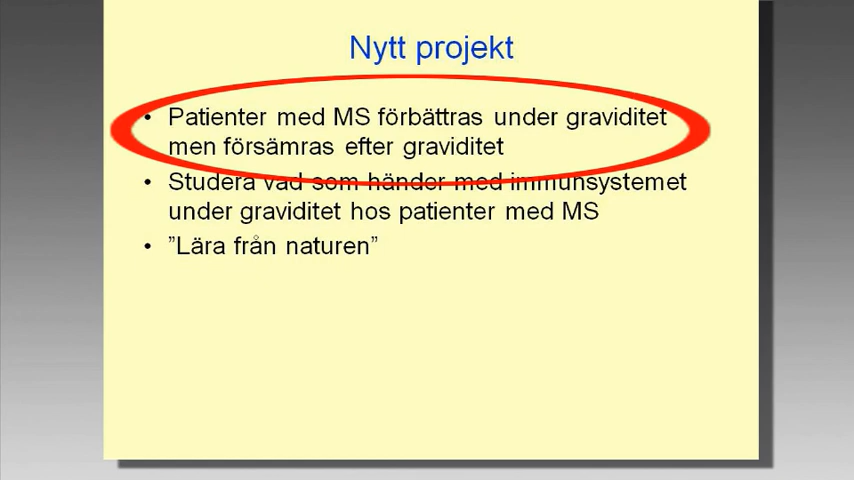 Nytt projekt
• Patienter med MS förbättras under graviditet
men försämras efter graviditet
• Studera vad som händer med immunsystemet
under graviditet hos patienter med MS
• ”Lära från naturen”